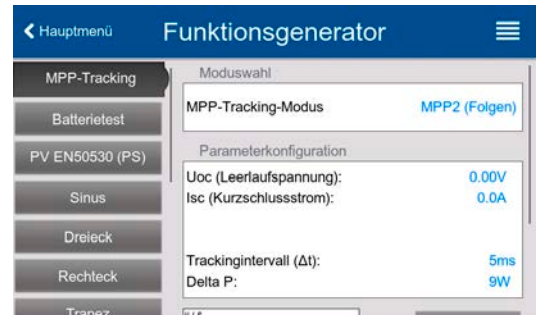 Hauptmenü
Funktionsgenerator
MPP-Tracking
Batterietest
PV EN50530 (PS)
Sinus
Dreieck
Rechteck
Trapez
Moduswahl
MPP-Tracking-Modus MPP2 (Folgen)
Parameterkonfiguration
Uoc (Leerlaufspannung): 0.00V
Isc (Kurzschlussstrom): 0.0A
Trackingintervall (Δt): 5ms
Delta P: 9W